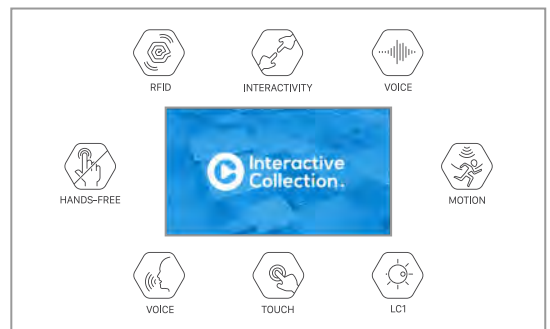 RFID
INTERACTIVITY
VOICE
Interactive
Collection.
HANDS-FREE
MOTION
VOICE
TOUCH
LC1